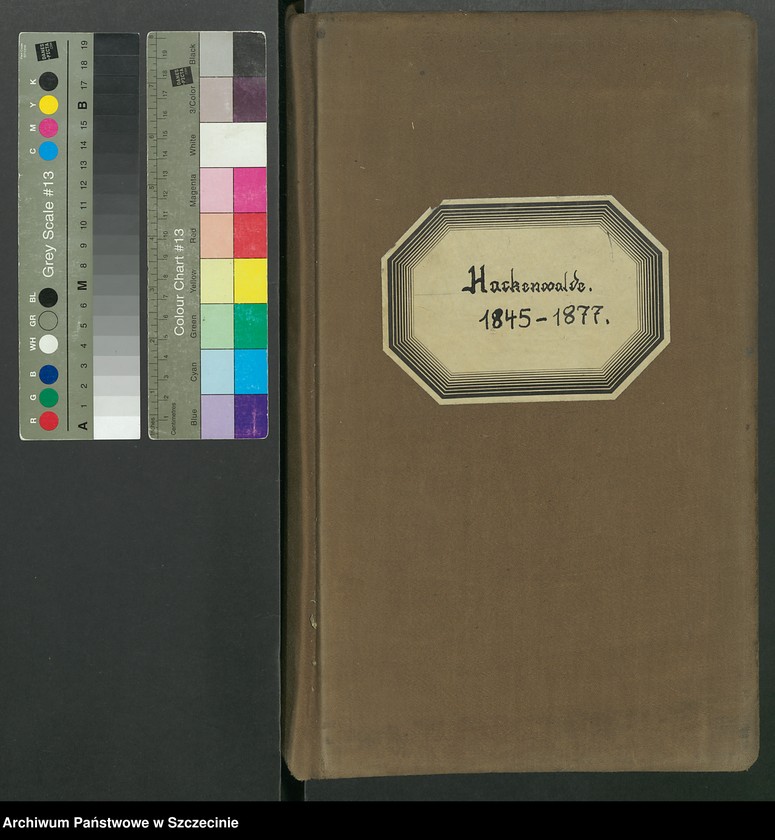 Hackenwalde.
1845-1877.
Grey Scale #13
R G B WH GR BL C M Y K
A 1 2 3 4 5 6 M 8 9 10 11 12 13 14 15 B 17 18 19
DANES PICTA
Colour Chart #13
Blue Cyan Green Yellow Red Magenta White 3/Color Black
Centimetres
Archiwum Państwowe w Szczecinie